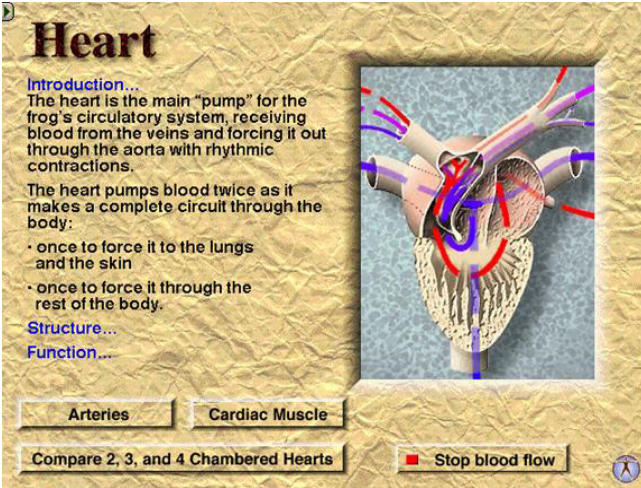 Heart
Introduction...
The heart is the main “pump” for the
frog's circulatory system, receiving
blood from the veins and forcing it out
through the aorta with rhythmic
contractions.
The heart pumps blood twice as it
makes a complete circuit through the
body:
· once to force it to the lungs
and the skin
· once to force it through the
rest of the body.
Structure...
Function...
Arteries
Cardiac Muscle
Compare 2, 3, and 4 Chambered Hearts
Stop blood flow